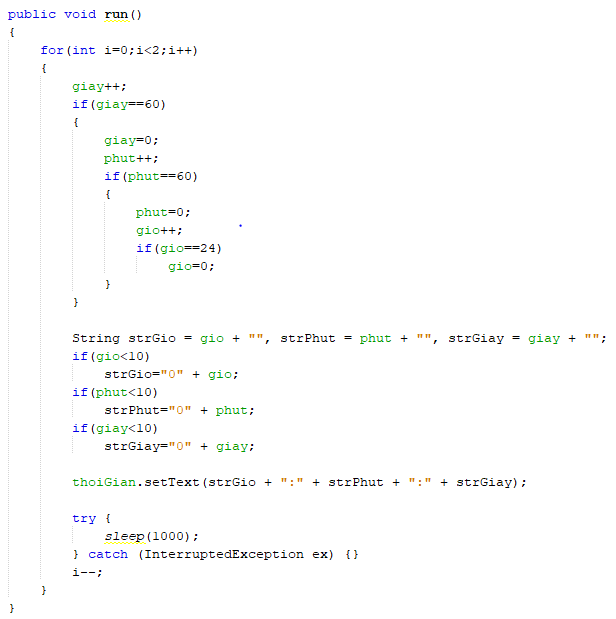 public void run()
{
    for(int i=0;i<2;i++)
    {
        giay++;
        if(giay==60)
        {
            giay=0;
            phut++;
            if(phut==60)
            {
                phut=0;
                gio++;
                if(gio==24)
                    gio=0;
            }
        }

        String strGio = gio + "", strPhut = phut + "", strGiay = giay + "";
        if(gio<10)
            strGio="0" + gio;
        if(phut<10)
            strPhut="0" + phut;
        if(giay<10)
            strGiay="0" + giay;

        thoiGian.setText(strGio + ":" + strPhut + ":" + strGiay);

        try {
            sleep(1000);
        } catch (InterruptedException ex) {}
        i--;
    }
}